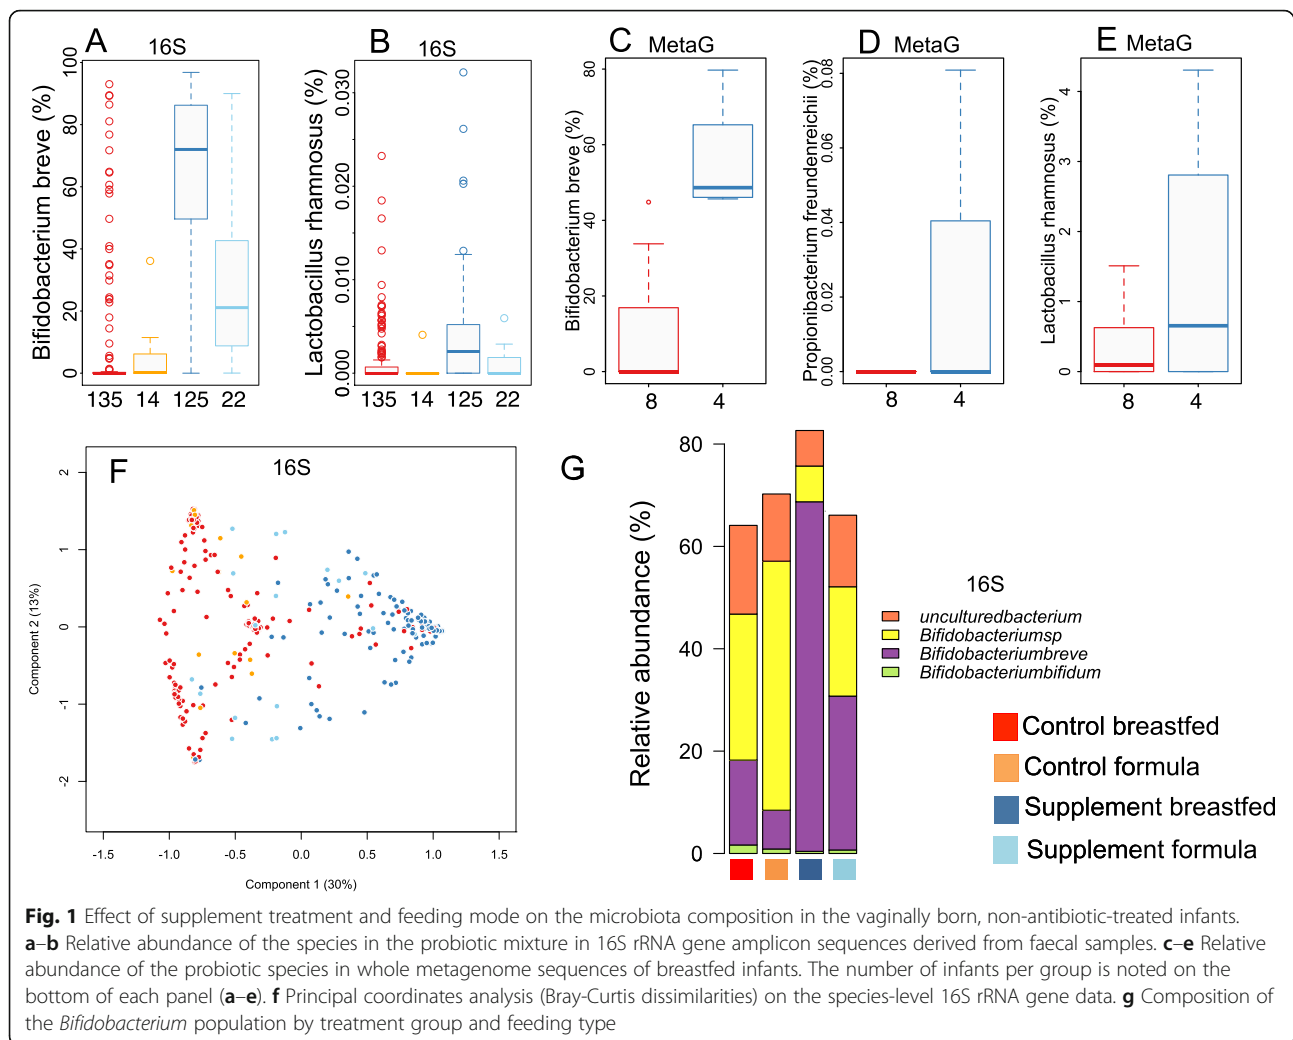 A
16S
Bifidobacterium breve (%)
100
80
60
40
20
0
135 14 125 22
B
16S
Lactobacillus rhamnosus (%)
0.030
0.020
0.010
0.000
135 14 125 22
C MetaG
Bifidobacterium breve (%)
80
60
40
20
0
8 4
D MetaG
Propionibacterium freundenreichii (%)
0.08
0.06
0.04
0.02
0.00
8 4
E MetaG
Lactobacillus rhamnosus (%)
4
3
2
1
0
8 4
F
16S
Component 2 (13%)
2
1
0
-1
-2
-1.5 -1.0 -0.5 0.0 0.5 1.0 1.5
Component 1 (30%)
G
Relative abundance (%)
80
60
40
20
0
16S
unculturedbacterium
Bifidobacteriumsp
Bifidobacteriumbreve
Bifidobacteriumbifidum
Control breastfed
Control formula
Supplement breastfed
Supplement formula
Fig. 1 Effect of supplement treatment and feeding mode on the microbiota composition in the vaginally born, non-antibiotic-treated infants.
a–b Relative abundance of the species in the probiotic mixture in 16S rRNA gene amplicon sequences derived from faecal samples. c–e Relative
abundance of the probiotic species in whole metagenome sequences of breastfed infants. The number of infants per group is noted on the
bottom of each panel (a–e). f Principal coordinates analysis (Bray-Curtis dissimilarities) on the species-level 16S rRNA gene data. g Composition of
the Bifidobacterium population by treatment group and feeding type